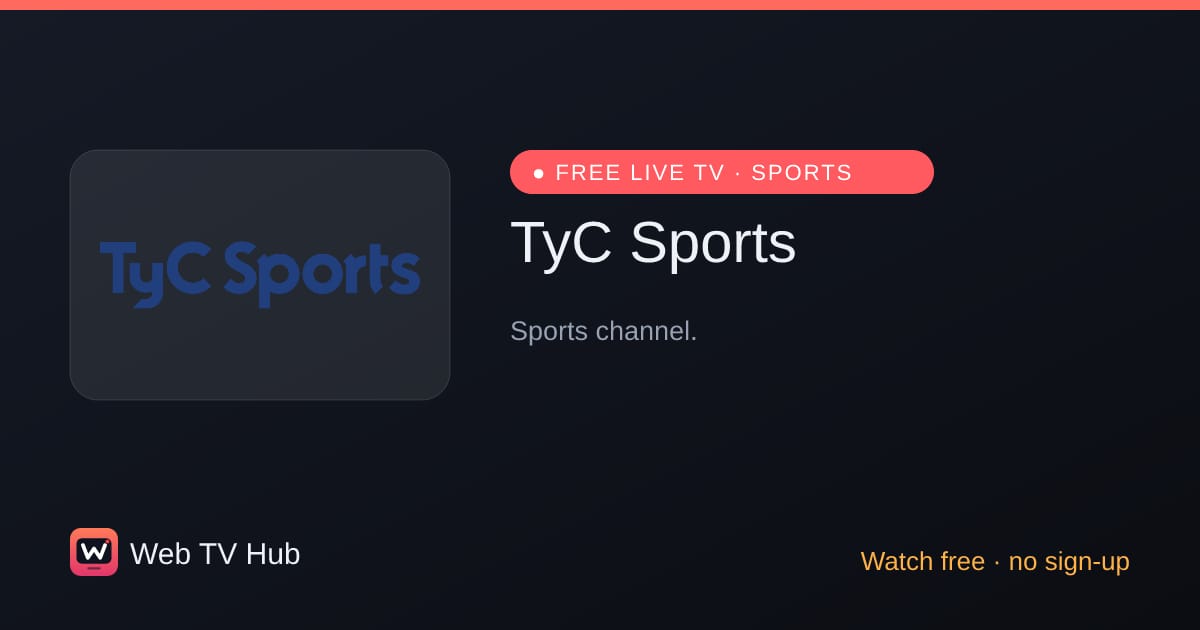 TyC Sports
● FREE LIVE TV · SPORTS
TyC Sports
Sports channel.
W
Web TV Hub
Watch free · no sign-up